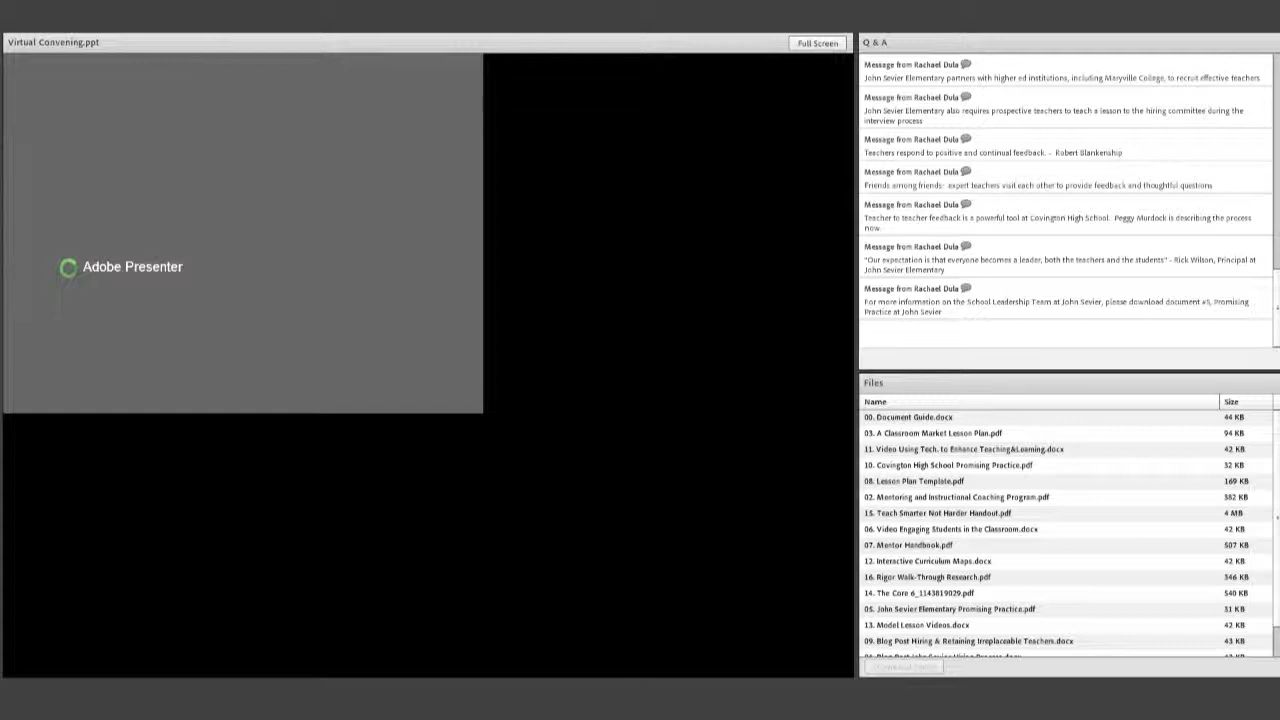 Virtual Convening.ppt
Full Screen
Adobe Presenter
Q & A
Message from Rachael Dula
John Sevier Elementary partners with higher ed institutions, including Maryville College, to recruit effective teachers
Message from Rachael Dula
John Sevier Elementary also requires prospective teachers to teach a lesson to the hiring committee during the
interview process
Message from Rachael Dula
Teachers respond to positive and continual feedback. - Robert Blankenship
Message from Rachael Dula
Friends among friends- expert teachers visit each other to provide feedback and thoughtful questions
Message from Rachael Dula
Teacher to teacher feedback is a powerful tool at Covington High School. Peggy Murdock is describing the process
now.
Message from Rachael Dula
"Our expectation is that everyone becomes a leader, both the teachers and the students" - Rick Wilson, Principal at
John Sevier Elementary
Message from Rachael Dula
For more information on the School Leadership Team at John Sevier, please download document #5, Promising
Practice at John Sevier
Files
Name Size
00. Document Guide.docx 44 KB
03. A Classroom Market Lesson Plan.pdf 94 KB
11. Video Using Tech. to Enhance Teaching&Learning.docx 42 KB
10. Covington High School Promising Practice.pdf 32 KB
08. Lesson Plan Template.pdf 169 KB
02. Mentoring and Instructional Coaching Program.pdf 382 KB
15. Teach Smarter Not Harder Handout.pdf 4 MB
06. Video Engaging Students in the Classroom.docx 42 KB
07. Mentor Handbook.pdf 507 KB
12. Interactive Curriculum Maps.docx 42 KB
16. Rigor Walk-Through Research.pdf 346 KB
14. The Core 6_1143819029.pdf 540 KB
05. John Sevier Elementary Promising Practice.pdf 31 KB
13. Model Lesson Videos.docx 42 KB
09. Blog Post Hiring & Retaining Irreplaceable Teachers.docx 43 KB